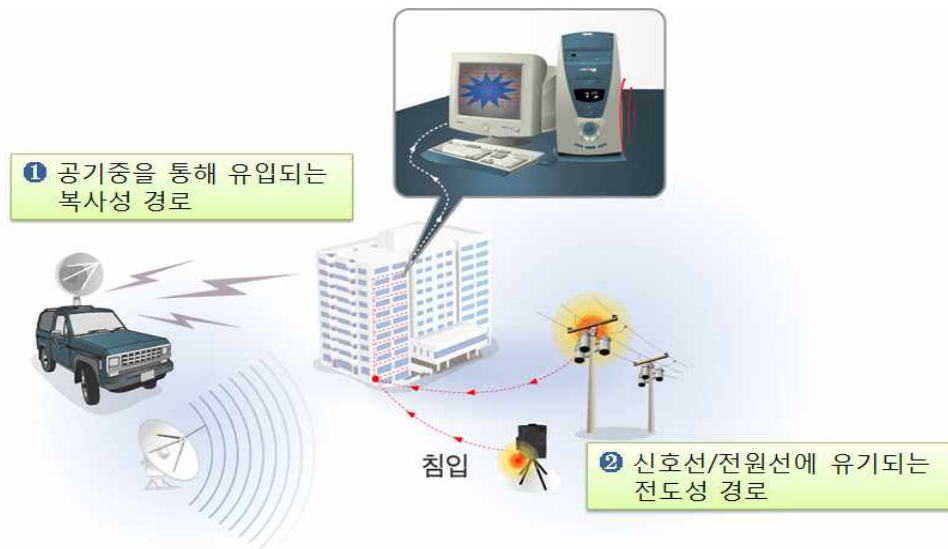 ❶ 공기중을 통해 유입되는
복사성 경로
침입
❷ 신호선/전원선에 유기되는
전도성 경로